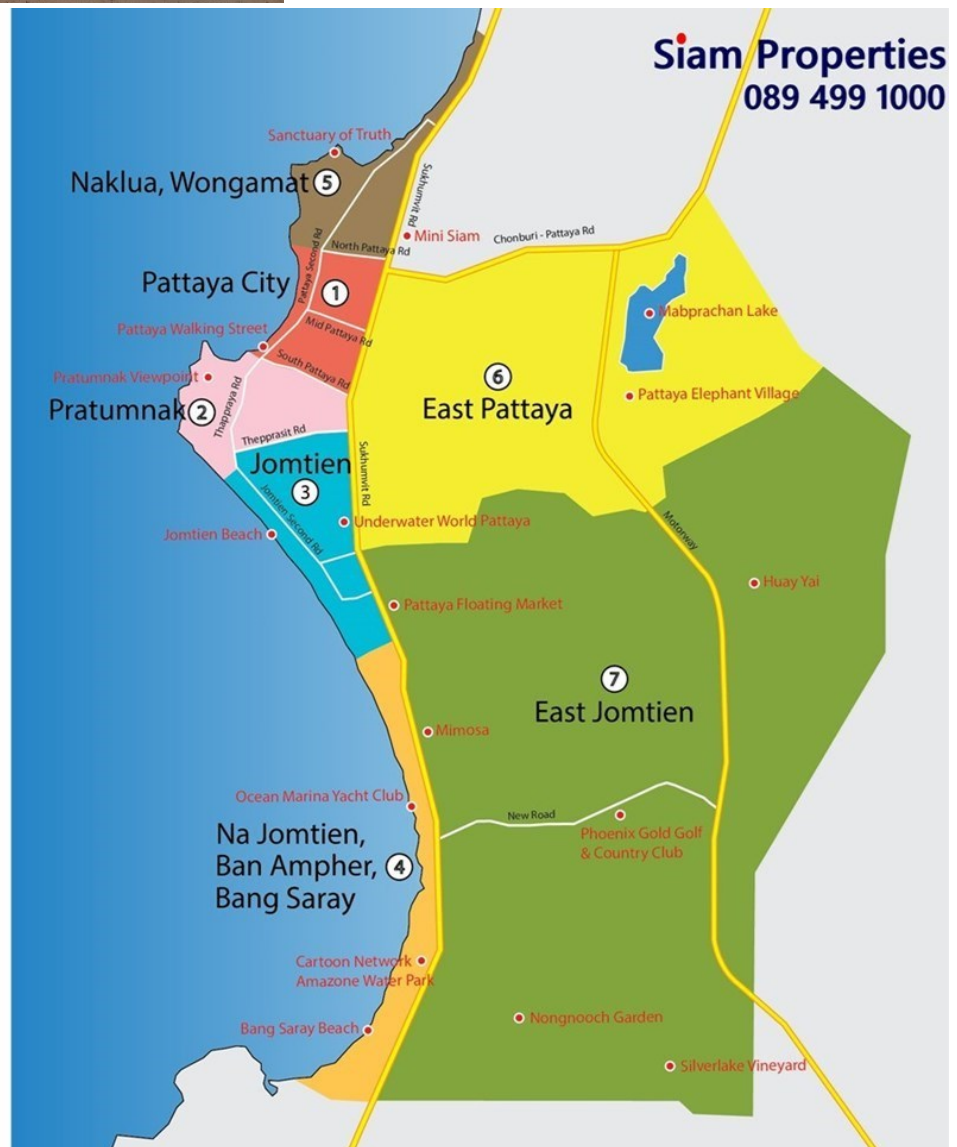 Siam Properties
089 499 1000
Sanctuary of Truth
Naklua, Wongamat 5
Sukhumvit Rd
Mini Siam
Chonburi - Pattaya Rd
North Pattaya Rd
Pattaya Second Rd
Pattaya City 1
Mabprachan Lake
Mid Pattaya Rd
Pattaya Walking Street
South Pattaya Rd
Pratumnak Viewpoint
6
East Pattaya
Pattaya Elephant Village
Pratumnak 2
Thappraya Rd
Thepprasit Rd
Jomtien
3
Sukhumvit Rd
Jomtien Second Rd
Underwater World Pattaya
Jomtien Beach
Motorway
Huay Yai
Pattaya Floating Market
7
East Jomtien
Mimosa
Ocean Marina Yacht Club
New Road
Phoenix Gold Golf
& Country Club
Na Jomtien,
Ban Ampher, 4
Bang Saray
Cartoon Network
Amazone Water Park
Nongnooch Garden
Bang Saray Beach
Silverlake Vineyard